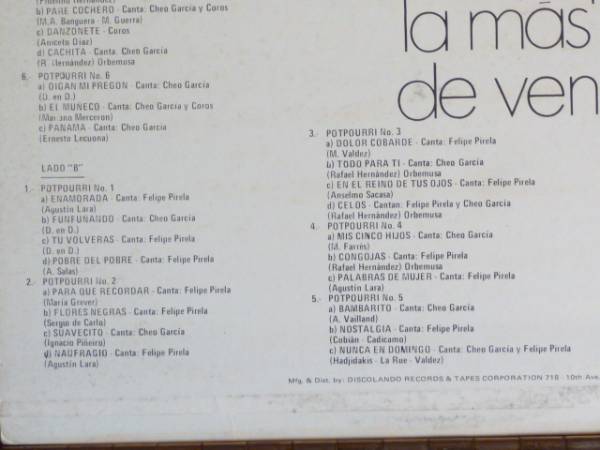 b) PARE COCHERO - Canta: Cheo García y Coros
(M.A. Banguera - M. Guerra)
c) DANZONETE - Coros
(Aniceto Díaz)
d) CACHITA - Canta: Cheo García
(R. Hernández) Orbemusa
6.- POTPOURRI No. 6
a) OIGAN MI PREGON - Canta: Cheo García
(D. en D.)
b) EL MUÑECO - Canta: Cheo García y Coros
(Mariano Merceron)
c) PANAMA - Canta: Cheo García
(Ernesto Lecuona)
LADO "B"
1.- POTPOURRI No. 1
a) ENAMORADA - Canta: Felipe Pirela
(Agustín Lara)
b) FUNFUÑANDO - Canta: Cheo García
(D. en D.)
c) TU VOLVERAS - Canta: Felipe Pirela
(D. en D.)
d) POBRE DEL POBRE - Canta: Felipe Pirela
(A. Salas)
2.- POTPOURRI No. 2
a) PARA QUE RECORDAR - Canta: Felipe Pirela
(María Grever)
b) FLORES NEGRAS - Canta: Felipe Pirela
(Sergio de Carlo)
c) SUAVECITO - Canta: Cheo García
(Ignacio Piñeiro)
d) NAUFRAGIO - Canta: Felipe Pirela
(Agustín Lara)
la más
de ven
3.- POTPOURRI No. 3
a) DOLOR COBARDE - Canta: Felipe Pirela
(M. Valdez)
b) TODO PARA TI - Canta: Cheo García
(Rafael Hernández) Orbemusa
c) EN EL REINO DE TUS OJOS - Canta: Felipe Pirela
(Anselmo Sacasa)
d) CELOS - Cantan: Felipe Pirela y Cheo García
(Rafael Hernández) Orbemusa
4.- POTPOURRI No. 4
a) MIS CINCO HIJOS - Canta: Cheo García
(M. Farrés)
b) CONGOJAS - Canta: Felipe Pirela
(Rafael Hernández) Orbemusa
c) PALABRAS DE MUJER - Canta: Felipe Pirela
(Agustín Lara)
5.- POTPOURRI No. 5
a) BAMBARITO - Canta: Cheo García
(A. Vailland)
b) NOSTALGIA - Canta: Felipe Pirela
(Cobián - Cadicamo)
c) NUNCA EN DOMINGO - Canta: Cheo García y Felipe Pirela
(Hadjidakis - La Rue - Valdez)
Mfg. & Dist. by: DISCOLANDO RECORDS & TAPES CORPORATION 718 - 10th Ave.